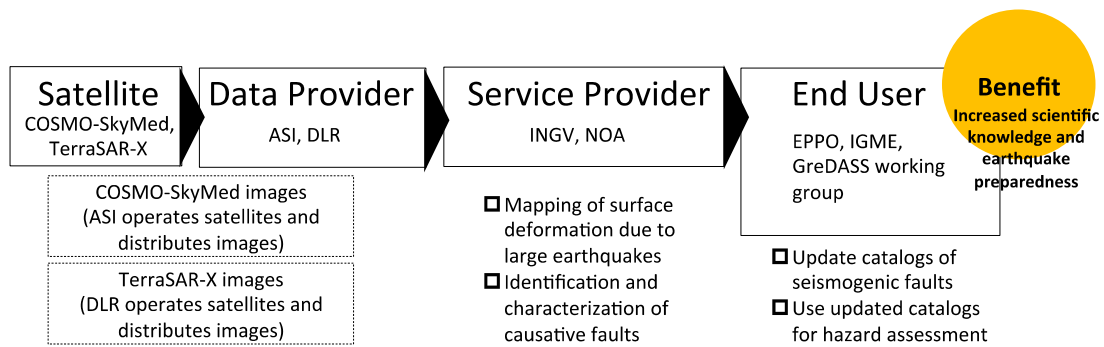 Satellite
COSMO-SkyMed,
TerraSAR-X
Data Provider
ASI, DLR
Service Provider
INGV, NOA
End User
EPPO, IGME,
GreDASS working
group
Benefit
Increased scientific
knowledge and
earthquake
preparedness
COSMO-SkyMed images
(ASI operates satellites and
distributes images)
TerraSAR-X images
(DLR operates satellites and
distributes images)
Mapping of surface
deformation due to
large earthquakes
Identification and
characterization of
causative faults
Update catalogs of
seismogenic faults
Use updated catalogs
for hazard assessment